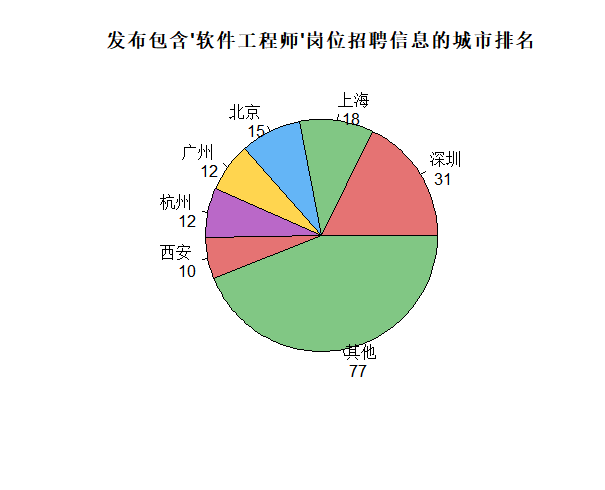 发布包含'软件工程师'岗位招聘信息的城市排名
上海
18
北京
15
深圳
31
广州
12
杭州
12
西安
10
其他
77